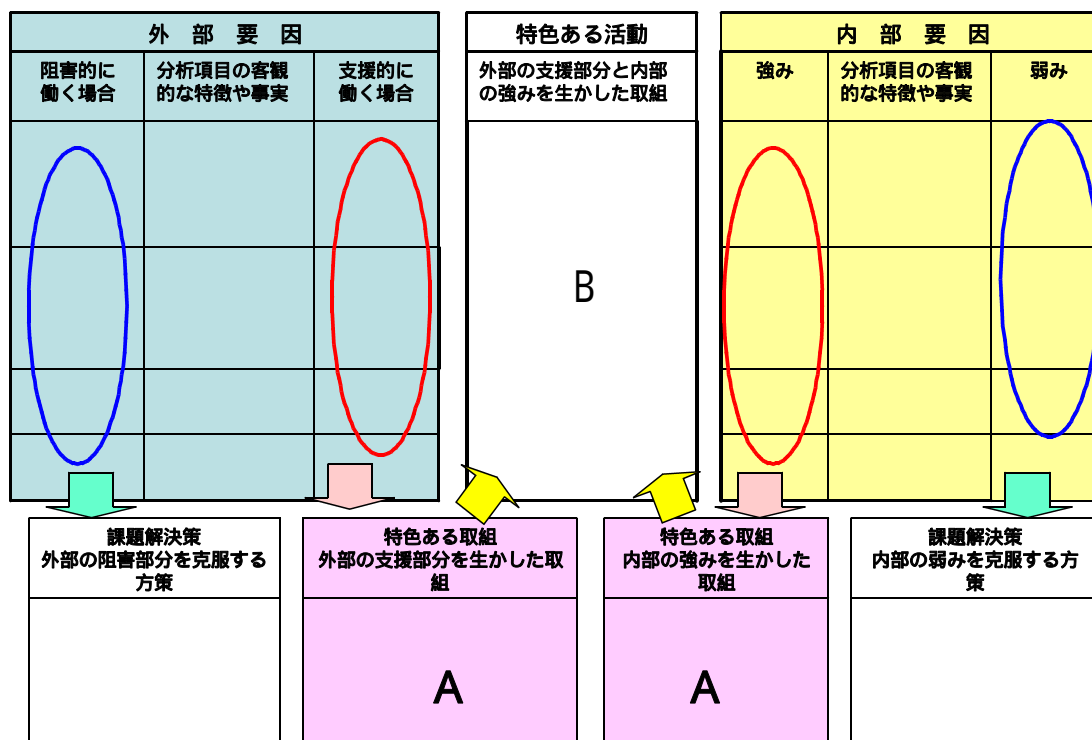 外部要因
阻害的に
働く場合
分析項目の客観
的な特徴や事実
支援的に
働く場合
特色ある活動
外部の支援部分と内部
の強みを生かした取組
B
内部要因
強み
分析項目の客観
的な特徴や事実
弱み
課題解決策
外部の阻害部分を克服する
方策
特色ある取組
外部の支援部分を生かした取
組
A
特色ある取組
内部の強みを生かした
取組
A
課題解決策
内部の弱みを克服する方
策